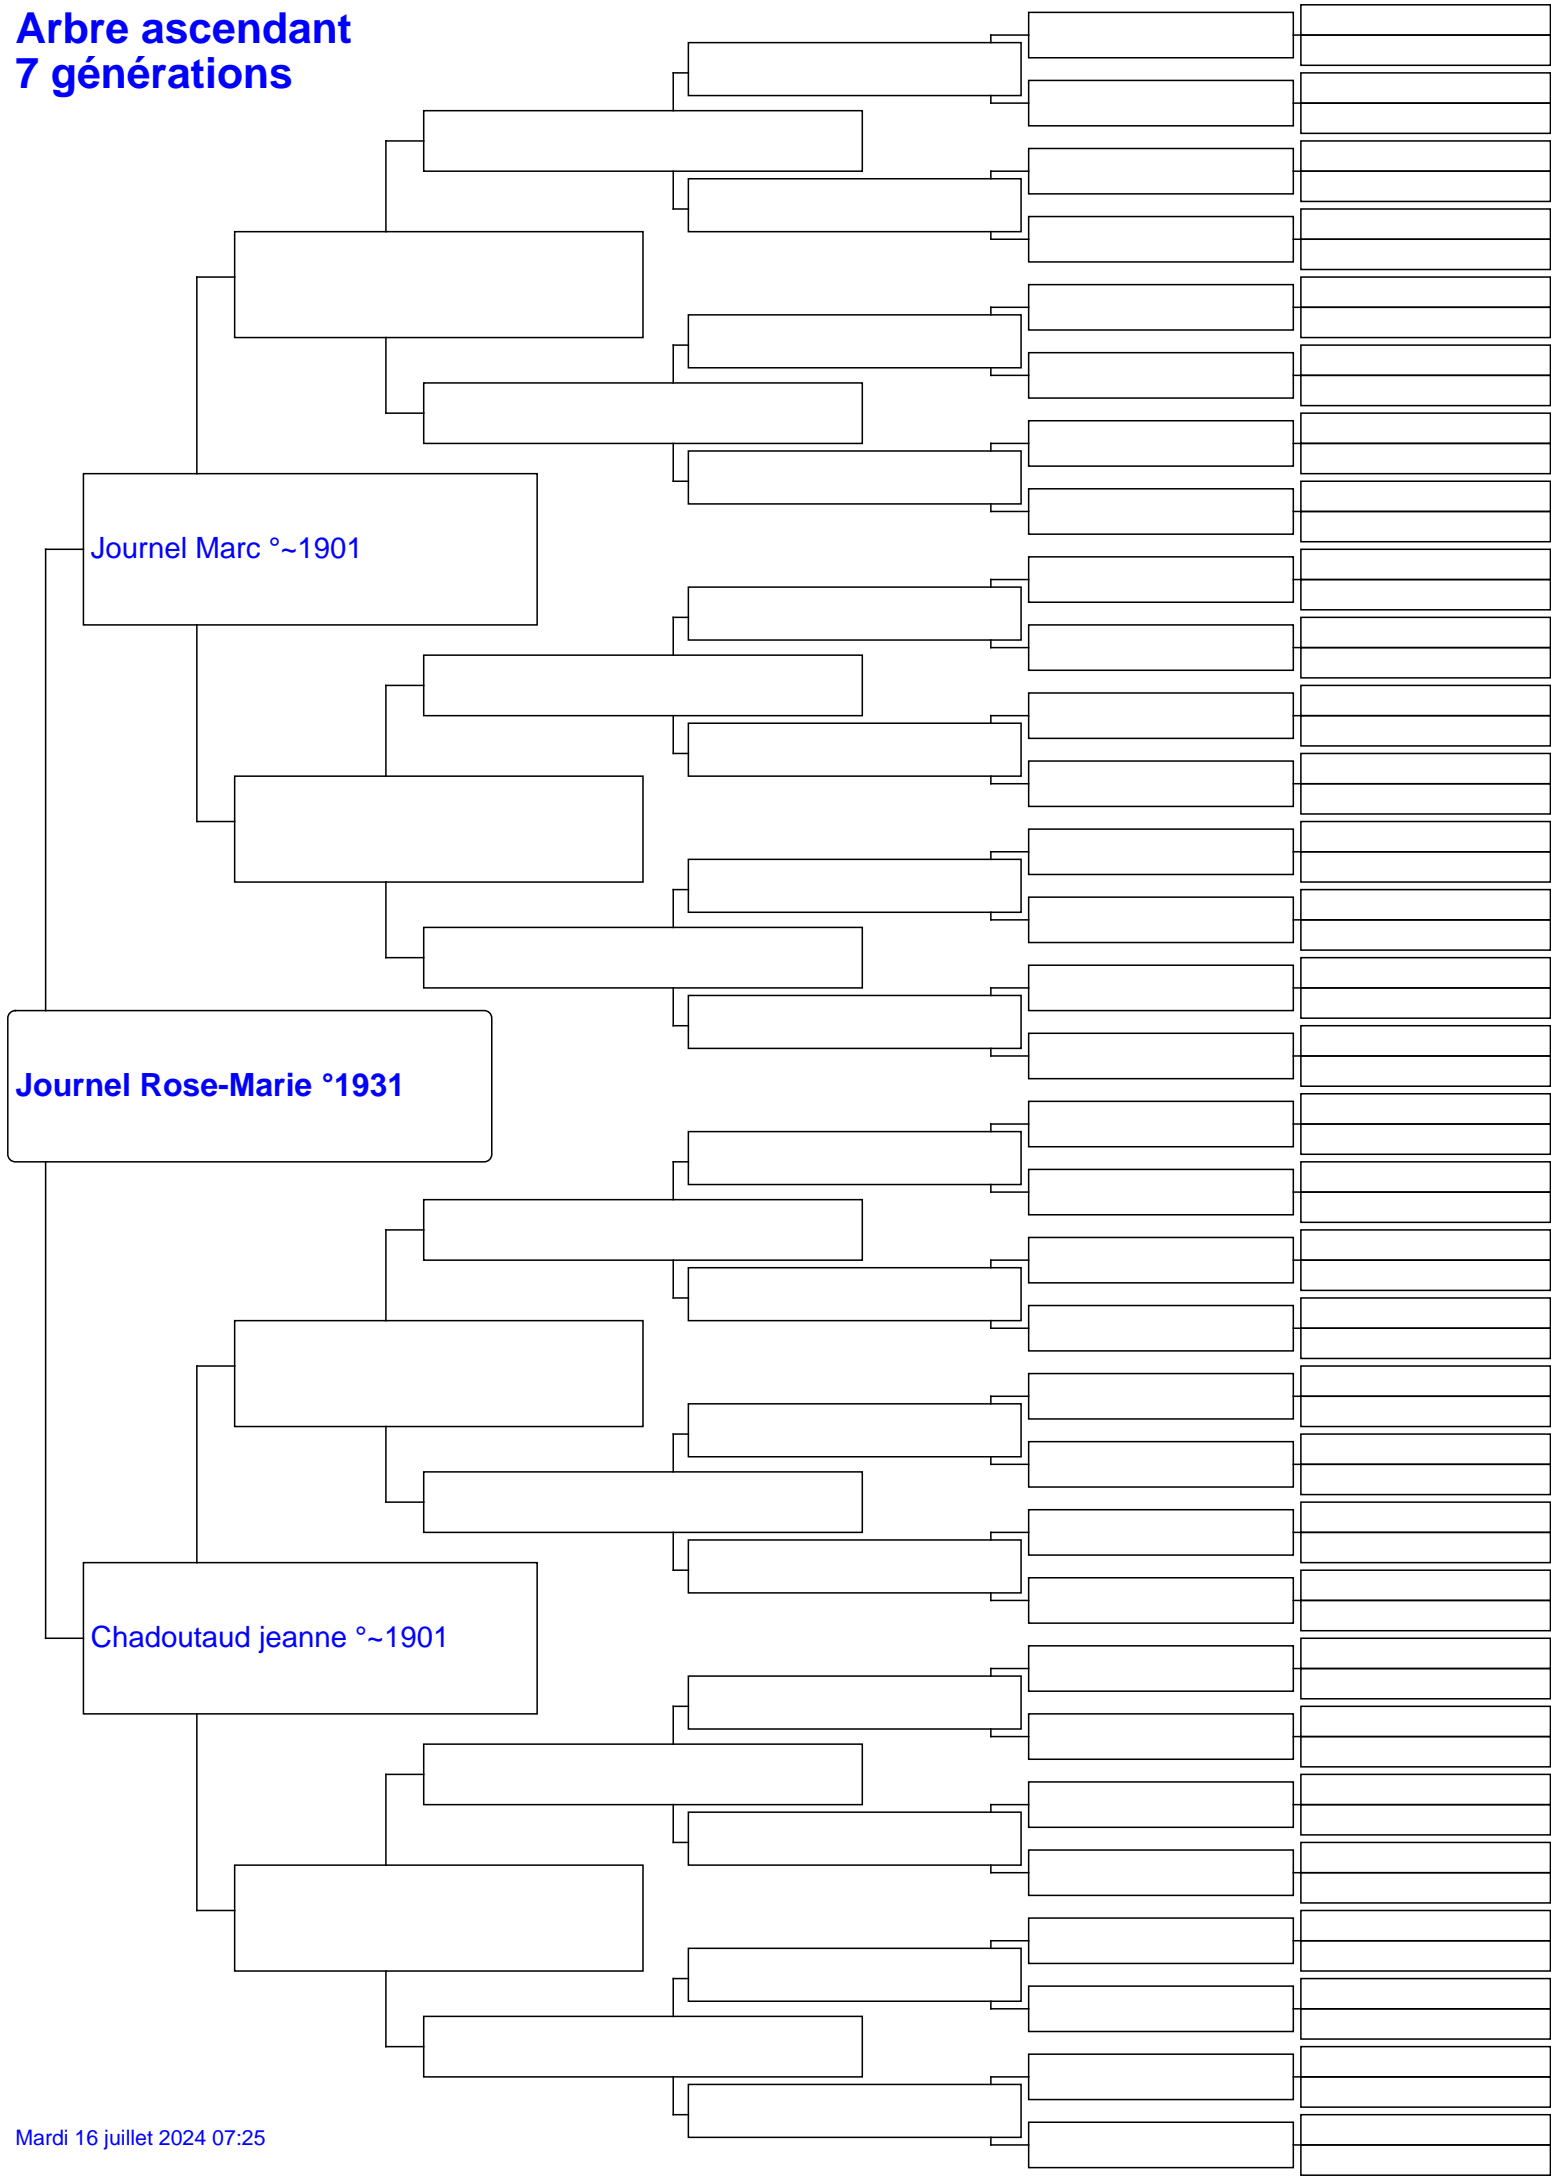 Arbre ascendant
7 générations
Journel Marc °~1901
Journel Rose-Marie °1931
Chadoutaud jeanne °~1901
Mardi 16 juillet 2024 07:25